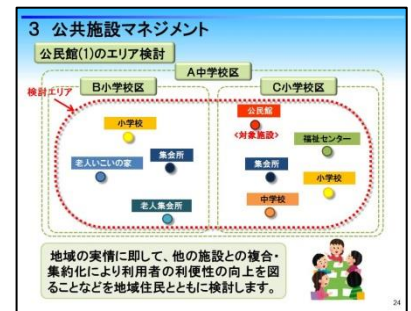 3 公共施設マネジメント
公民館(1)のエリア検討
A中学校区
検討エリア
B小学校区
C小学校区
公民館
<対象施設>
小学校
福祉センター
集会所
老人いこいの家
集会所
小学校
中学校
老人集会所
地域の実情に即して、他の施設との複合・
集約化により利用者の利便性の向上を図
ることなどを地域住民とともに検討します。
24